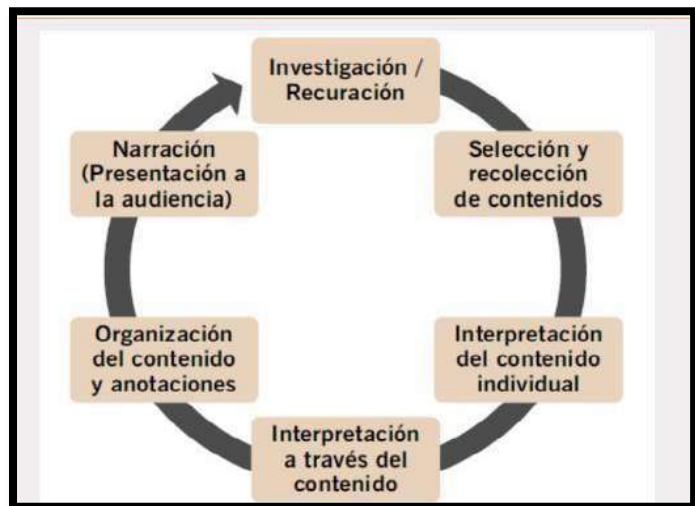 Investigación /
Recuración
Selección y
recolección
de contenidos
Interpretación
del contenido
individual
Interpretación
a través del
contenido
Organización
del contenido
y anotaciones
Narración
(Presentación a
la audiencia)